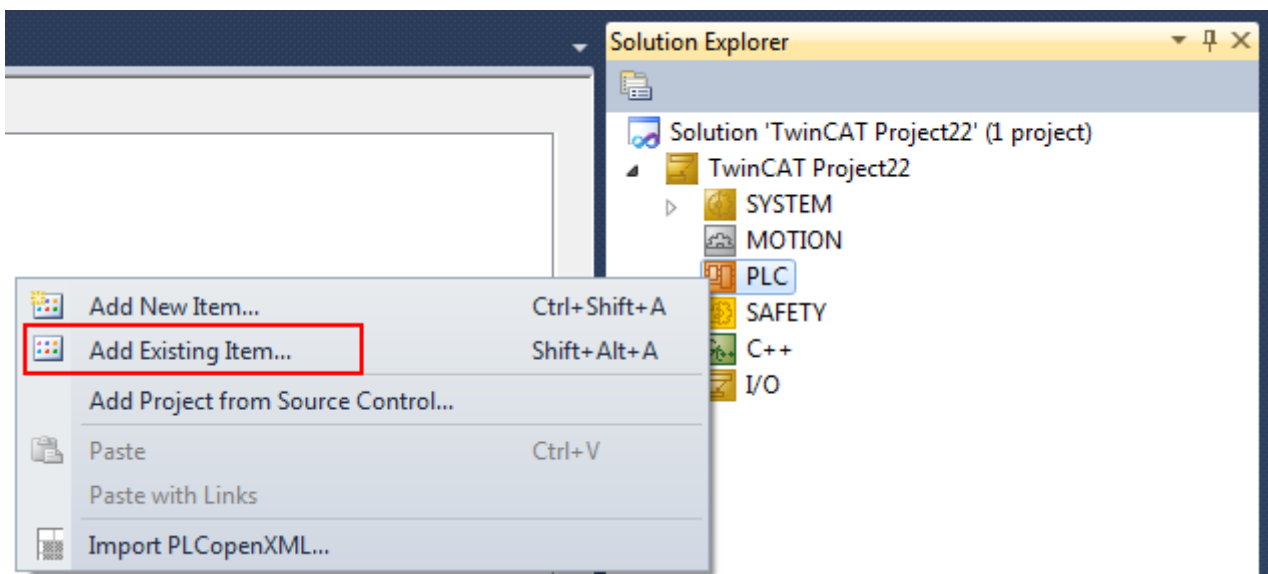 Solution Explorer
Solution 'TwinCAT Project22' (1 project)
TwinCAT Project22
SYSTEM
MOTION
PLC
SAFETY
C++
I/O
Add New Item... Ctrl+Shift+A
Add Existing Item... Shift+Alt+A
Add Project from Source Control...
Paste Ctrl+V
Paste with Links
Import PLCopenXML...